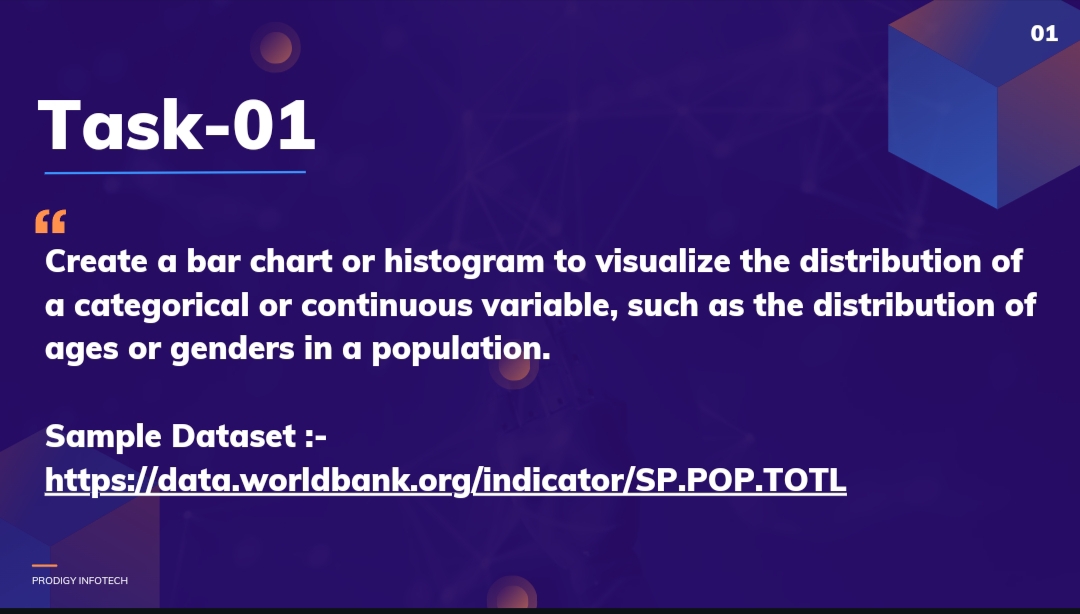 01
Task-01
“
Create a bar chart or histogram to visualize the distribution of
a categorical or continuous variable, such as the distribution of
ages or genders in a population.
Sample Dataset :-
https://data.worldbank.org/indicator/SP.POP.TOTL
PRODIGY INFOTECH